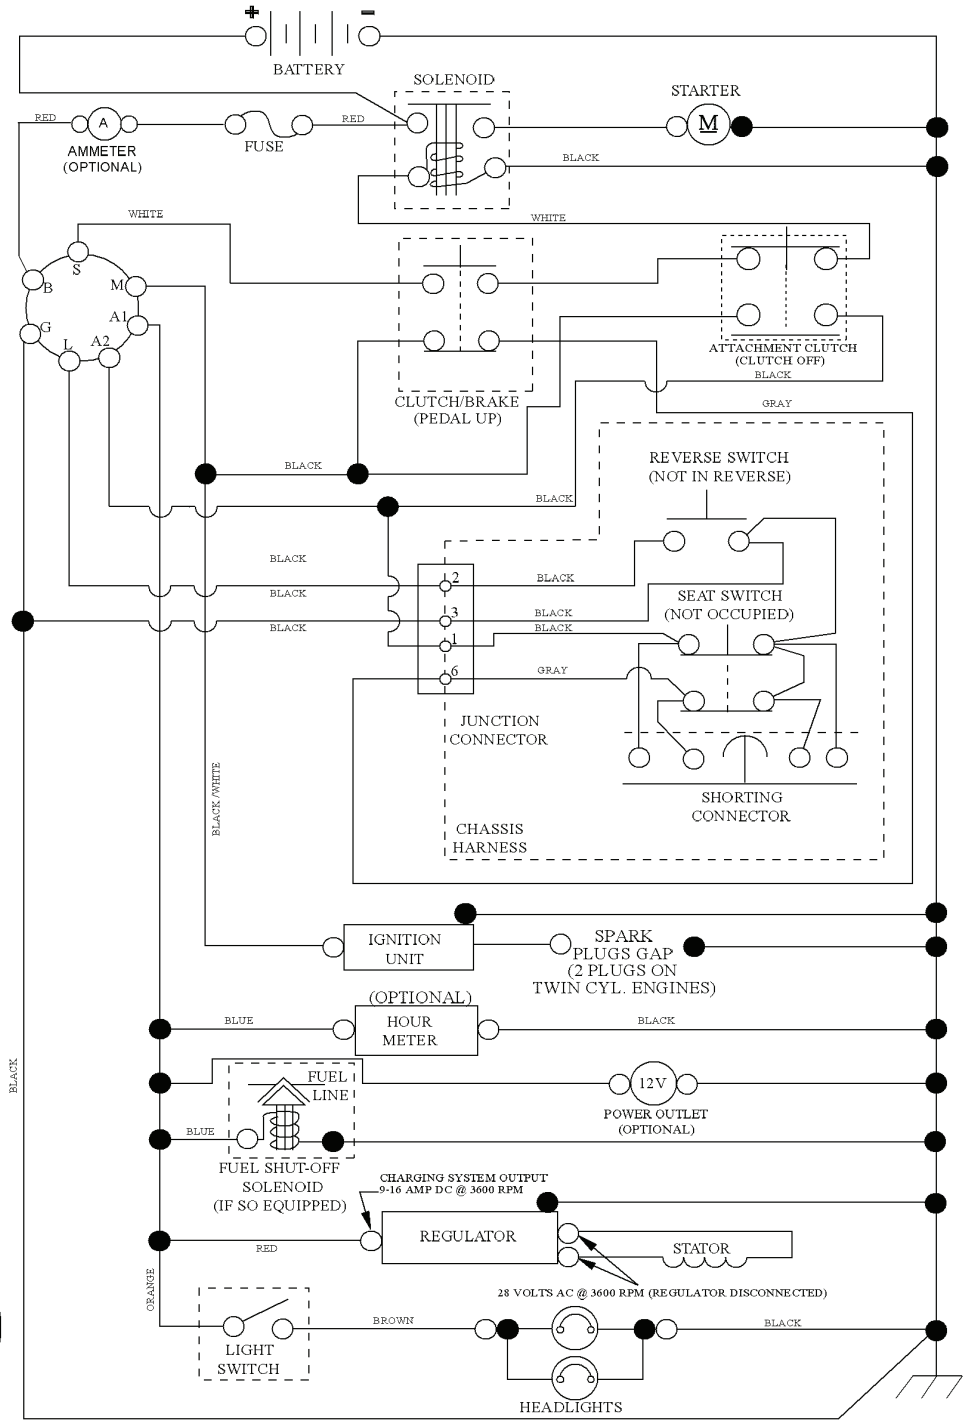 + −
BATTERY
SOLENOID
STARTER
RED
A
RED
M
FUSE
AMMETER
(OPTIONAL)
BLACK
WHITE
WHITE
S
M
B
A1
G
A2
L
ATTACHMENT CLUTCH
(CLUTCH OFF)
BLACK
CLUTCH/BRAKE
(PEDAL UP)
GRAY
REVERSE SWITCH
(NOT IN REVERSE)
BLACK
BLACK
BLACK
2
BLACK
BLACK
SEAT SWITCH
(NOT OCCUPIED)
3
BLACK
BLACK
BLACK
1
6
GRAY
JUNCTION
CONNECTOR
BLACK /WHITE
SHORTING
CONNECTOR
CHASSIS
HARNESS
IGNITION
UNIT
SPARK
PLUGS GAP
(2 PLUGS ON
TWIN CYL. ENGINES)
(OPTIONAL)
HOUR
METER
BLUE
BLACK
BLACK
FUEL
LINE
12V
POWER OUTLET
(OPTIONAL)
BLUE
FUEL SHUT-OFF
SOLENOID
(IF SO EQUIPPED)
CHARGING SYSTEM OUTPUT
9-16 AMP DC @ 3600 RPM
REGULATOR
RED
STATOR
ORANGE
28 VOLTS AC @ 3600 RPM (REGULATOR DISCONNECTED)
BROWN
BLACK
LIGHT
SWITCH
HEADLIGHTS